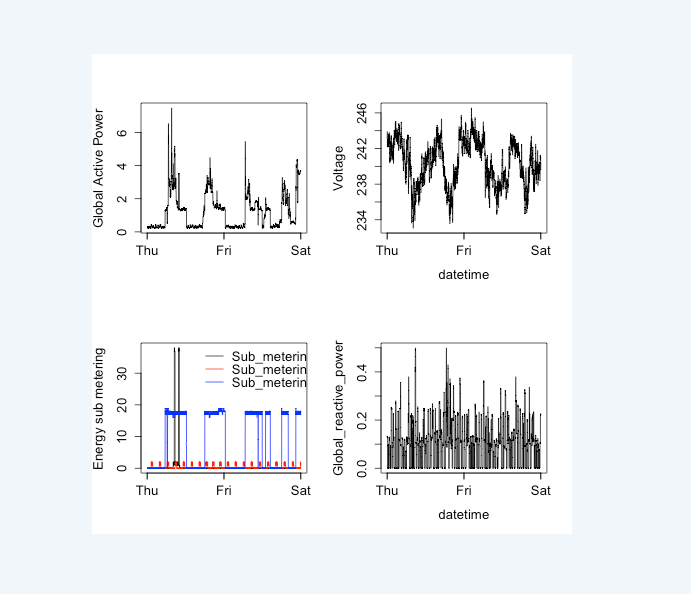 Global Active Power
6
4
2
0
Thu Fri Sat
Voltage
246
242
238
234
Thu Fri Sat
datetime
Energy sub metering
30
20
10
0
Sub_meterin
Sub_meterin
Sub_meterin
Thu Fri Sat
Global_reactive_power
0.4
0.2
0.0
Thu Fri Sat
datetime